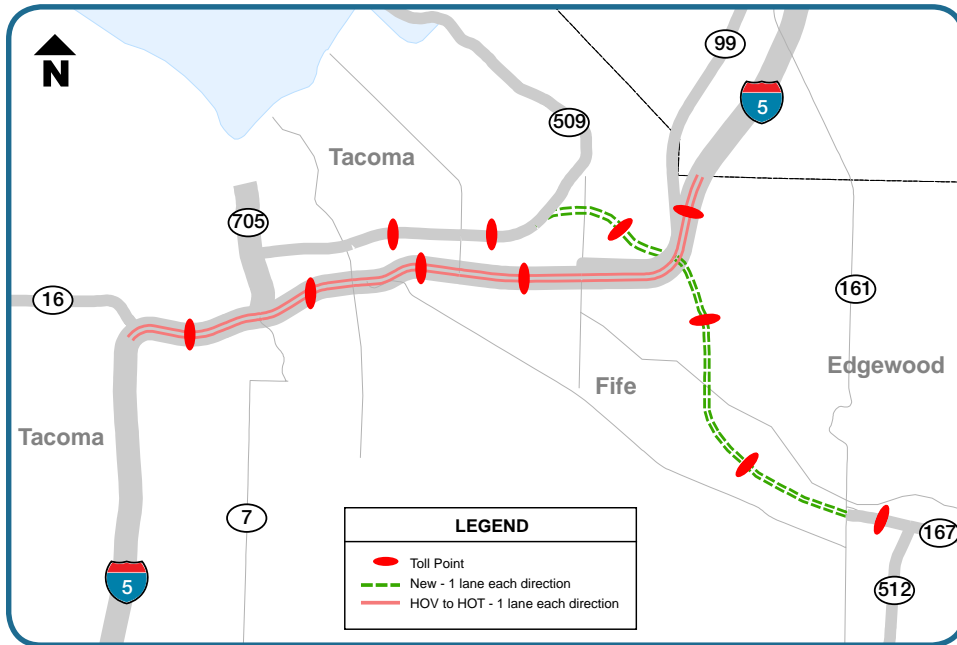 N
99
5
509
Tacoma
705
161
16
Edgewood
Fife
Tacoma
7
LEGEND
Toll Point
New - 1 lane each direction
HOV to HOT - 1 lane each direction
167
5
512